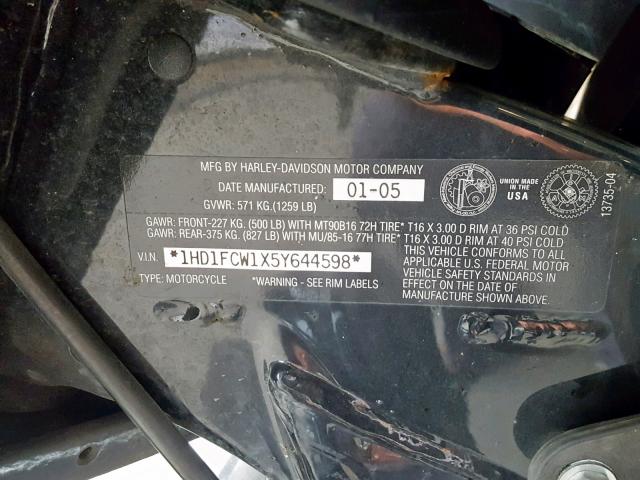 MFG BY HARLEY-DAVIDSON MOTOR COMPANY
DATE MANUFACTURED: 01-05
GVWR: 571 KG.(1259 LB)
UNION MADE IN THE USA
13735-04
GAWR: FRONT-227 KG. (500 LB) WITH MT90B16 72H TIRE* T16 X 3.00 D RIM AT 36 PSI COLD
GAWR: REAR-375 KG. (827 LB) WITH MU/85-16 77H TIRE* T16 X 3.00 D RIM AT 40 PSI COLD
V.I.N. *1HD1FCW1X5Y644598*
TYPE: MOTORCYCLE *WARNING - SEE RIM LABELS
THIS VEHICLE CONFORMS TO ALL
APPLICABLE U.S. FEDERAL MOTOR
VEHICLE SAFETY STANDARDS IN
EFFECT ON THE DATE OF
MANUFACTURE SHOWN ABOVE.